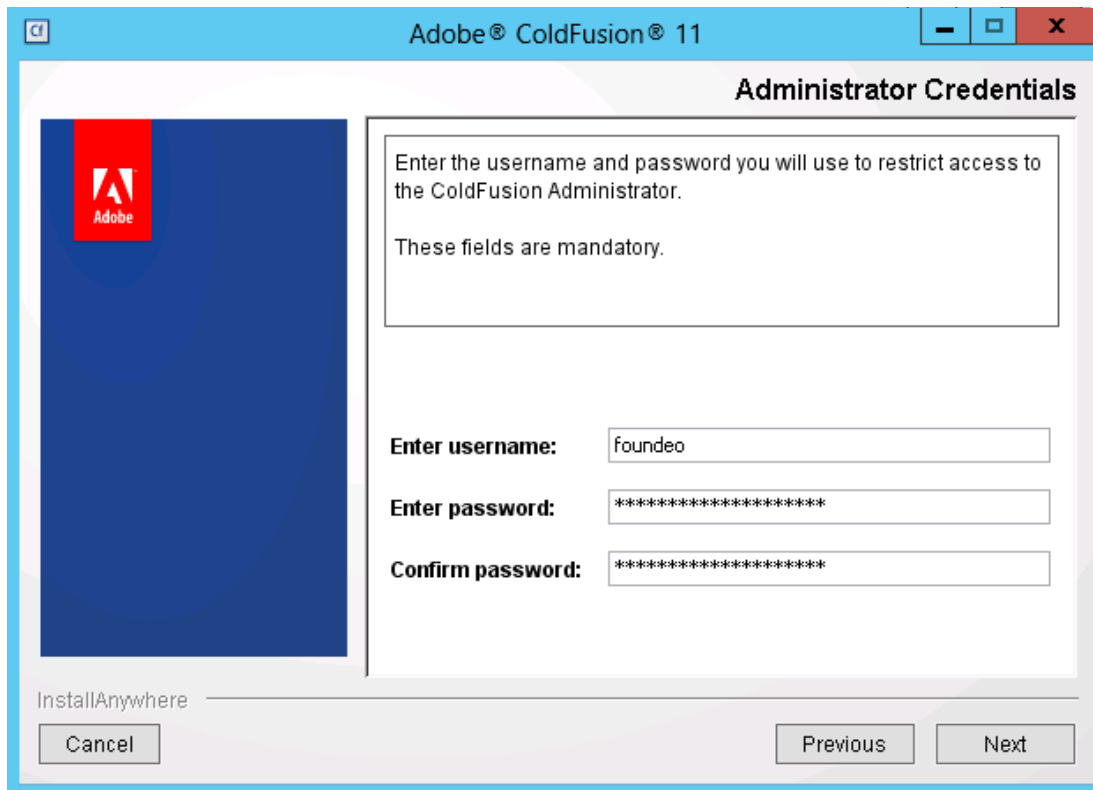 Cf
Adobe® ColdFusion® 11
Administrator Credentials
Adobe
Enter the username and password you will use to restrict access to
the ColdFusion Administrator.
These fields are mandatory.
Enter username:
foundeo
Enter password:
********************
Confirm password:
********************
InstallAnywhere
Cancel
Previous
Next